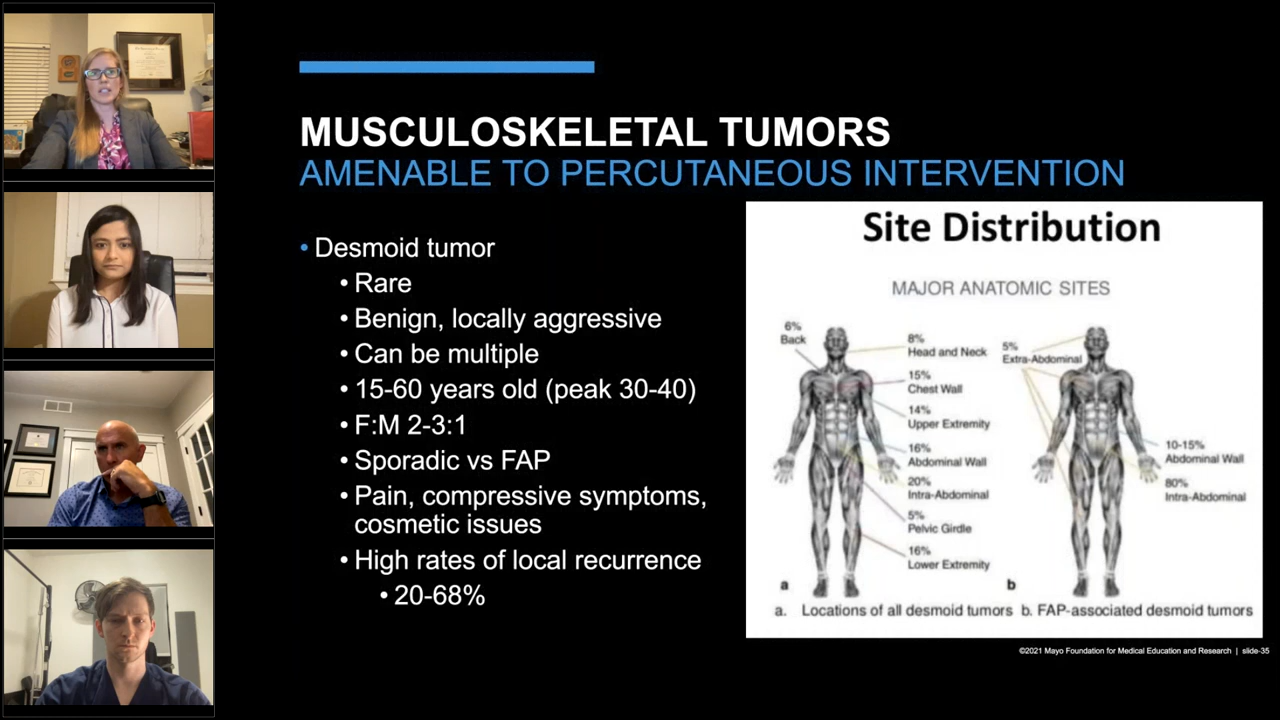 MUSCULOSKELETAL TUMORS
AMENABLE TO PERCUTANEOUS INTERVENTION
• Desmoid tumor
• Rare
• Benign, locally aggressive
• Can be multiple
• 15-60 years old (peak 30-40)
• F:M 2-3:1
• Sporadic vs FAP
• Pain, compressive symptoms,
cosmetic issues
• High rates of local recurrence
• 20-68%
Site Distribution
MAJOR ANATOMIC SITES
6%
Back
8%
Head and Neck
15%
Chest Wall
14%
Upper Extremity
16%
Abdominal Wall
20%
Intra-Abdominal
5%
Pelvic Girdle
16%
Lower Extremity
5%
Extra-Abdominal
10-15%
Abdominal Wall
80%
Intra-Abdominal
a
b
a. Locations of all desmoid tumors b. FAP-associated desmoid tumors
©2021 Mayo Foundation for Medical Education and Research | slide-35